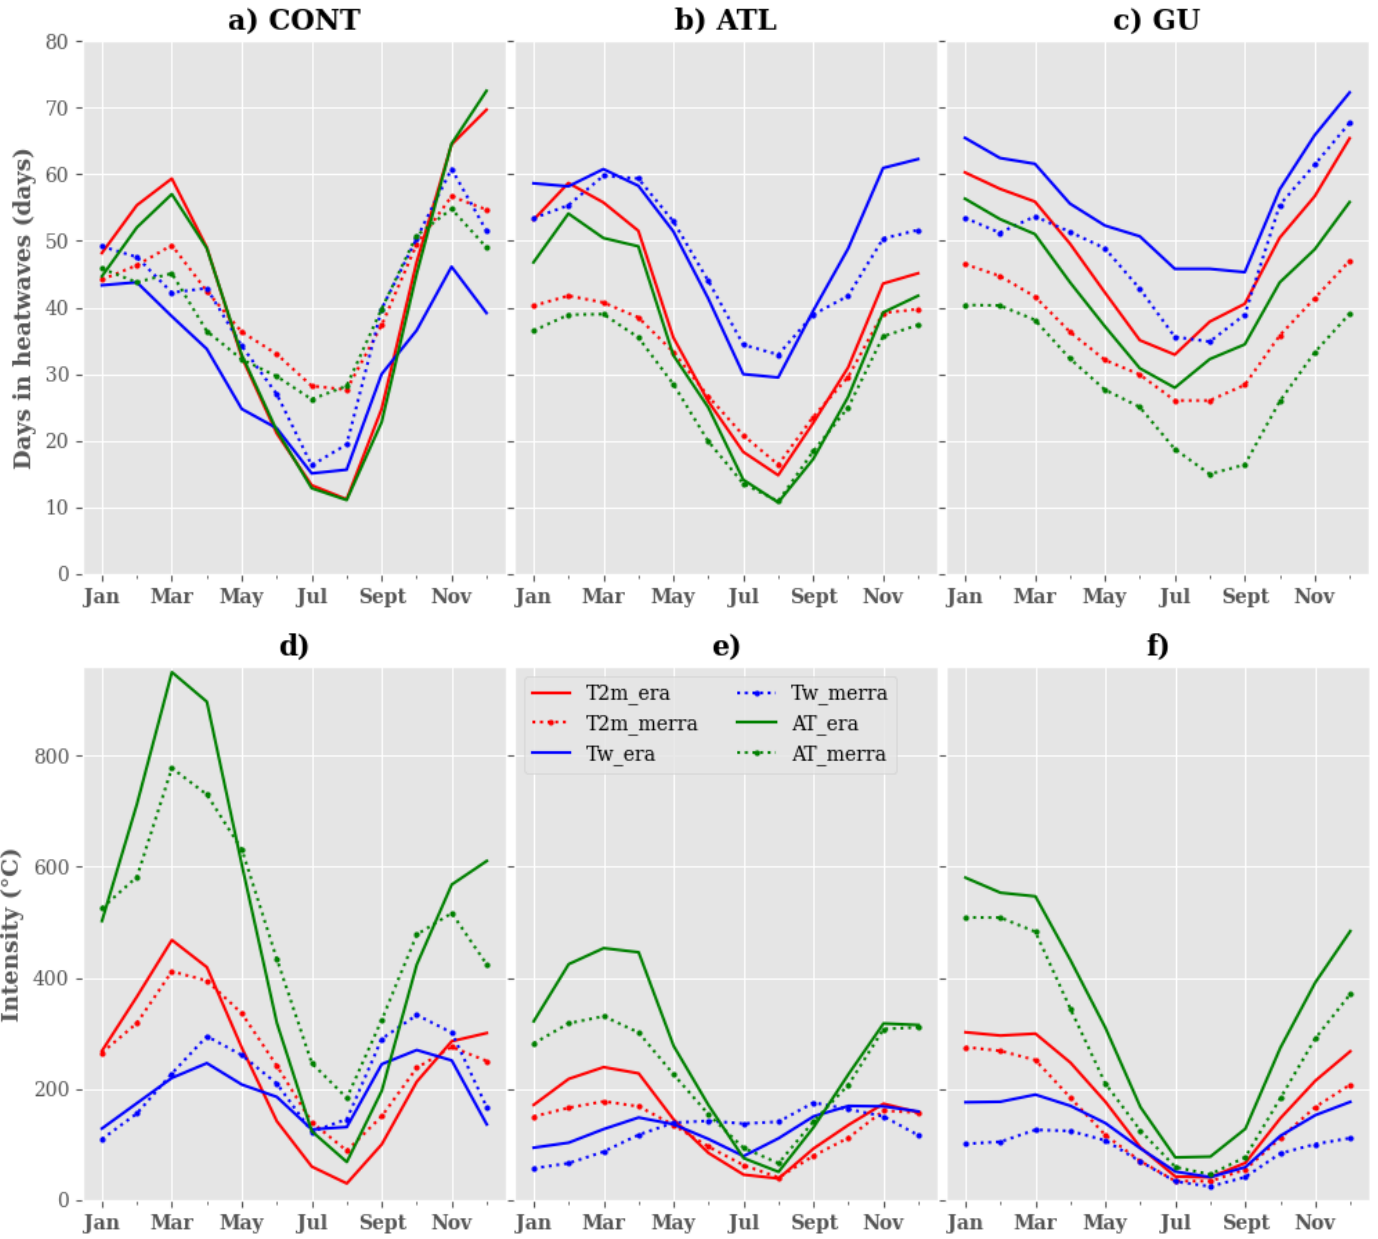 a) CONT
b) ATL
c) GU
Days in heatwaves (days)
80
70
60
50
40
30
20
10
0
Jan Mar May Jul Sept Nov
Jan Mar May Jul Sept Nov
Jan Mar May Jul Sept Nov
d)
e)
f)
Intensity (°C)
800
600
400
200
0
T2m_era
T2m_merra
Tw_era
Tw_merra
AT_era
AT_merra
Jan Mar May Jul Sept Nov
Jan Mar May Jul Sept Nov
Jan Mar May Jul Sept Nov